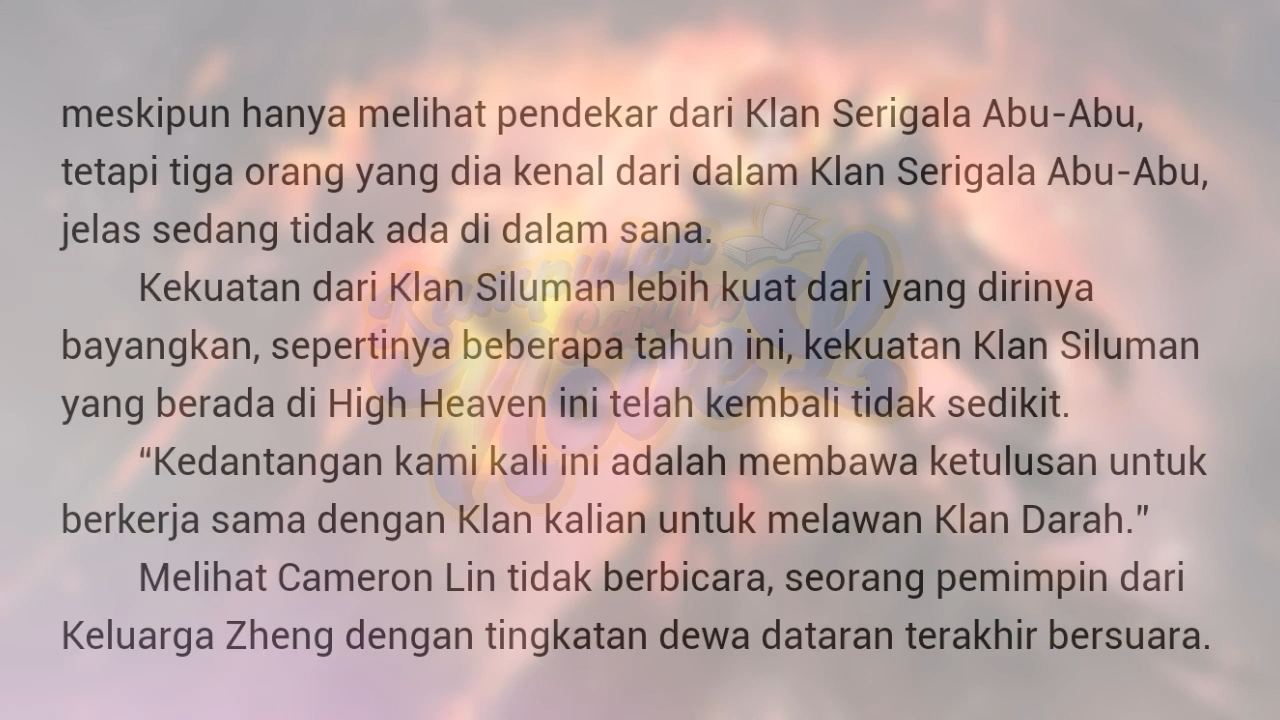 meskipun hanya melihat pendekar dari Klan Serigala Abu-Abu,
tetapi tiga orang yang dia kenal dari dalam Klan Serigala Abu-Abu,
jelas sedang tidak ada di dalam sana.
Kekuatan dari Klan Siluman lebih kuat dari yang dirinya
bayangkan, sepertinya beberapa tahun ini, kekuatan Klan Siluman
yang berada di High Heaven ini telah kembali tidak sedikit.
“Kedantangan kami kali ini adalah membawa ketulusan untuk
berkerja sama dengan Klan kalian untuk melawan Klan Darah.”
Melihat Cameron Lin tidak berbicara, seorang pemimpin dari
Keluarga Zheng dengan tingkatan dewa dataran terakhir bersuara.